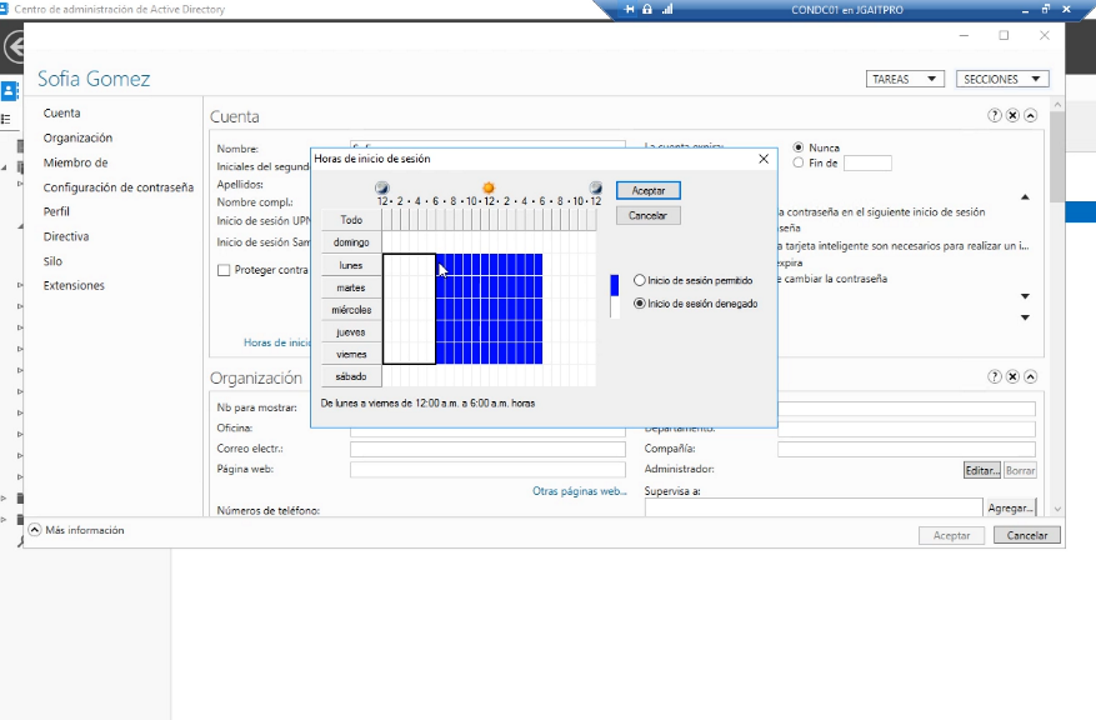 Centro de administración de Active Directory
CONDC01 en JGAITPRO
Sofia Gomez
TAREAS
SECCIONES
Cuenta
Organización
Miembro de
Configuración de contraseña
Perfil
Directiva
Silo
Extensiones
Cuenta
Nombre:
Iniciales del segund
Apellidos:
Nombre compl.:
Inicio de sesión UPN
Inicio de sesión Sam
Proteger contra
Horas de inicio
Nunca
Fin de
a contraseña en el siguiente inicio de sesión
seña
a tarjeta inteligente son necesarios para realizar un i...
expira
e cambiar la contraseña
Horas de inicio de sesión
12 · 2 · 4 · 6 · 8 · 10 · 12 · 2 · 4 · 6 · 8 · 10 · 12
Todo
domingo
lunes
martes
miércoles
jueves
viernes
sábado
De lunes a viernes de 12:00 a.m. a 6:00 a.m. horas
Aceptar
Cancelar
Inicio de sesión permitido
Inicio de sesión denegado
Organización
Nb para mostrar:
Oficina:
Correo electr.:
Página web:
Otras páginas web...
Números de teléfono:
Departamento:
Compañía:
Administrador:
Editar...
Borrar
Supervisa a:
Agregar...
Más información
Aceptar
Cancelar